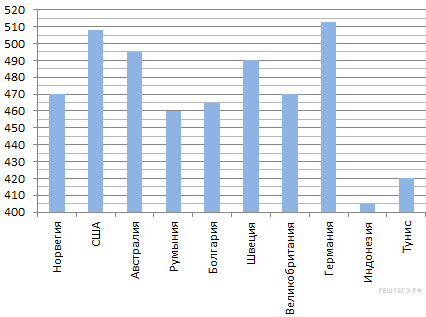 520
510
500
490
480
470
460
450
440
430
420
410
400
Норвегия
США
Австралия
Румыния
Болгария
Швеция
Великобритания
Германия
Индонезия
Тунис
РЕШУЕГЭ.РФ